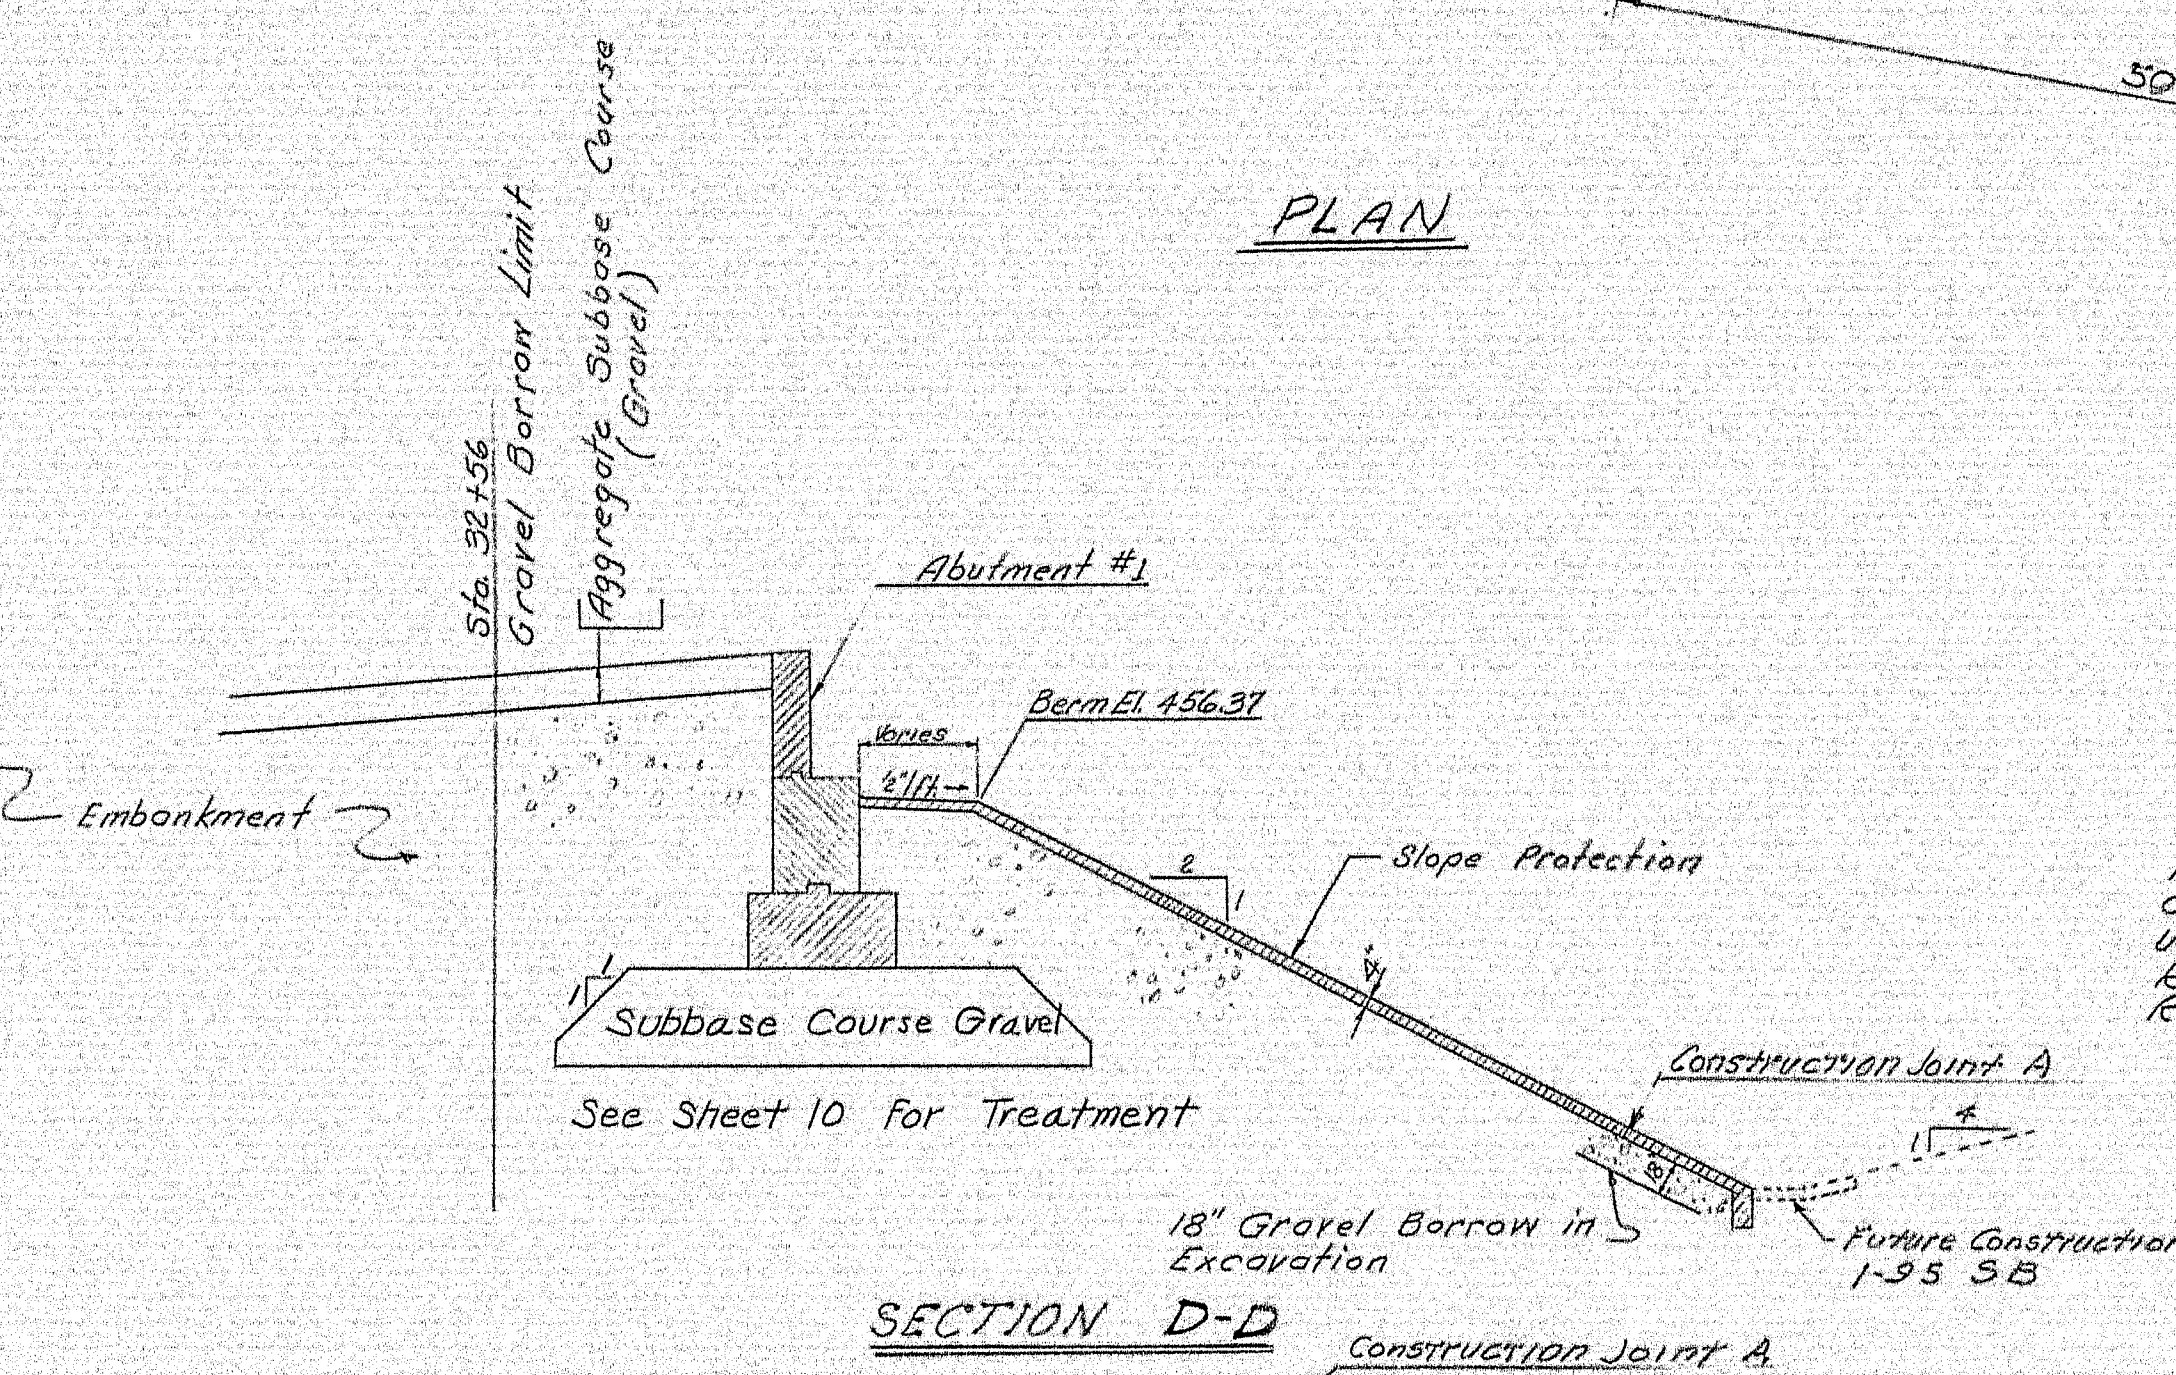 50
PLAN
Sta. 32+56
Gravel Borrow Limit
Aggregate Subbase Course
(Gravel)
Abutment #1
Berm El. 456.37
Varies
1/2"/ft.
Embankment
2
1
Slope Protection
4"
1
1
Subbase Course Gravel
See Sheet 10 For Treatment
Construction Joint A
4
1
18"
18" Gravel Borrow in
Excavation
Future Construction
I-95 SB
SECTION D-D
Construction Joint A